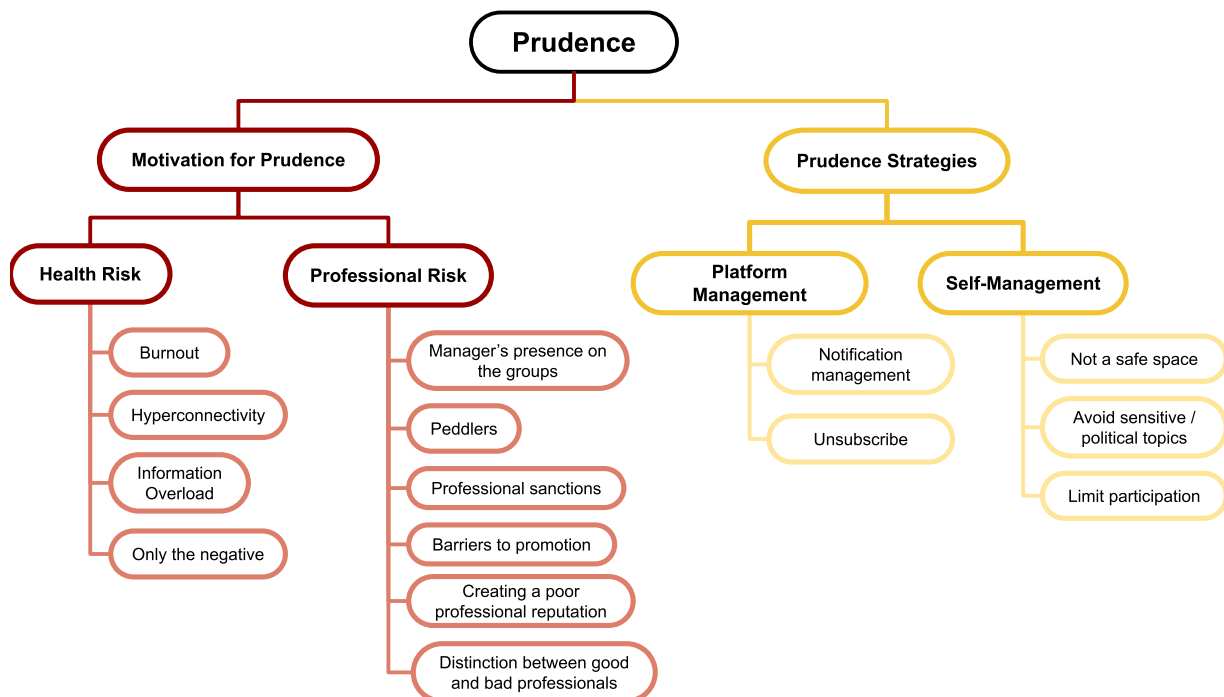 Prudence
Motivation for Prudence
Prudence Strategies
Health Risk
Professional Risk
Platform
Management
Self-Management
Burnout
Hyperconnectivity
Information
Overload
Only the negative
Manager’s presence on
the groups
Peddlers
Professional sanctions
Barriers to promotion
Creating a poor
professional reputation
Distinction between good
and bad professionals
Notification
management
Unsubscribe
Not a safe space
Avoid sensitive /
political topics
Limit participation